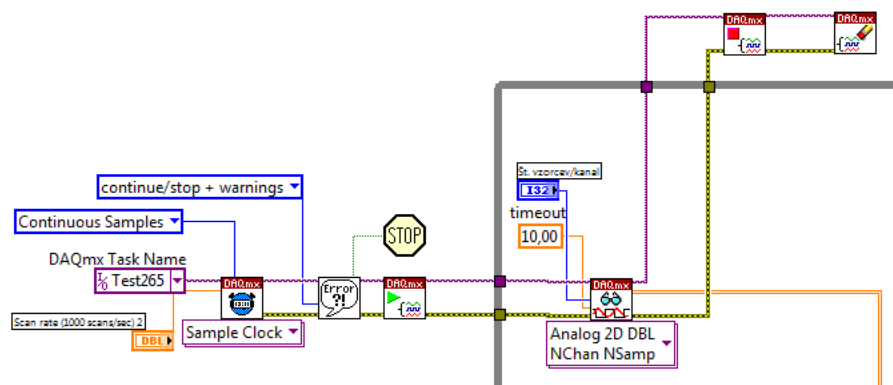 DAQmx
DAQmx
continue/stop + warnings
Št. vzorcev/kanal
I32
timeout
10,00
Continuous Samples
STOP
DAQmx Task Name
I/O Test265
DAQmx
Error
?!
DAQmx
DAQmx
Scan rate (1000 scans/sec) 2
DBL
Sample Clock
Analog 2D DBL
NChan NSamp